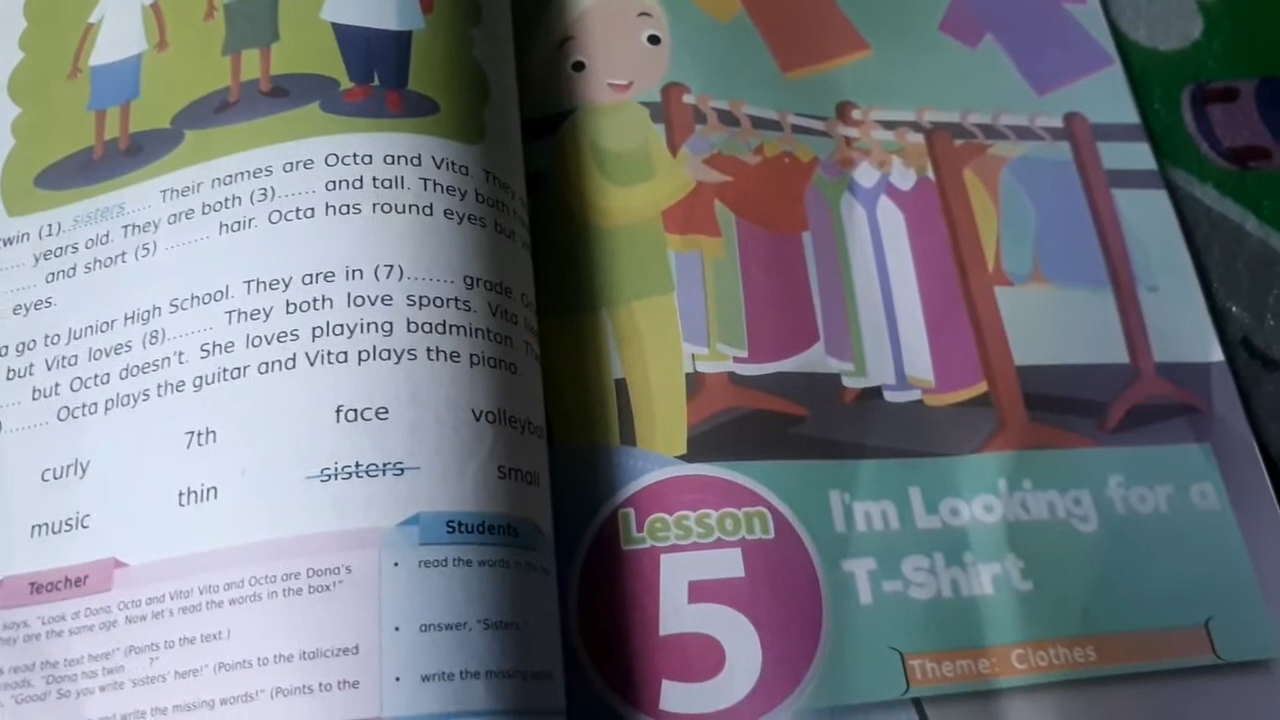 twin (1)..sisters..... Their names are Octa and Vita. They
..... years old. They are both (3)...... and tall. They both
...... and short (5) ........ hair. Octa has round eyes but
eyes.
a go to Junior High School. They are in (7)....... grade.
but Vita loves (8)....... They both love sports. Vita
.... but Octa doesn't. She loves playing badminton.
)........ Octa plays the guitar and Vita plays the piano
curly 7th face
music thin sisters small
Teacher
says, "Look at Dona, Octa and Vita! Vita and Octa are Dona's
they are the same age. Now let's read the words in the box!"
s read the text here!" (Points to the text.)
reads, "Dona has twin ... ?"
"Good! So you write 'sisters' here!" (Points to the italicized
and write the missing words!" (Points to the
Students
• read the words in the
• answer, "Sisters
• write the missing
Lesson
5
I'm Looking for a
T-Shirt
Theme: Clothes